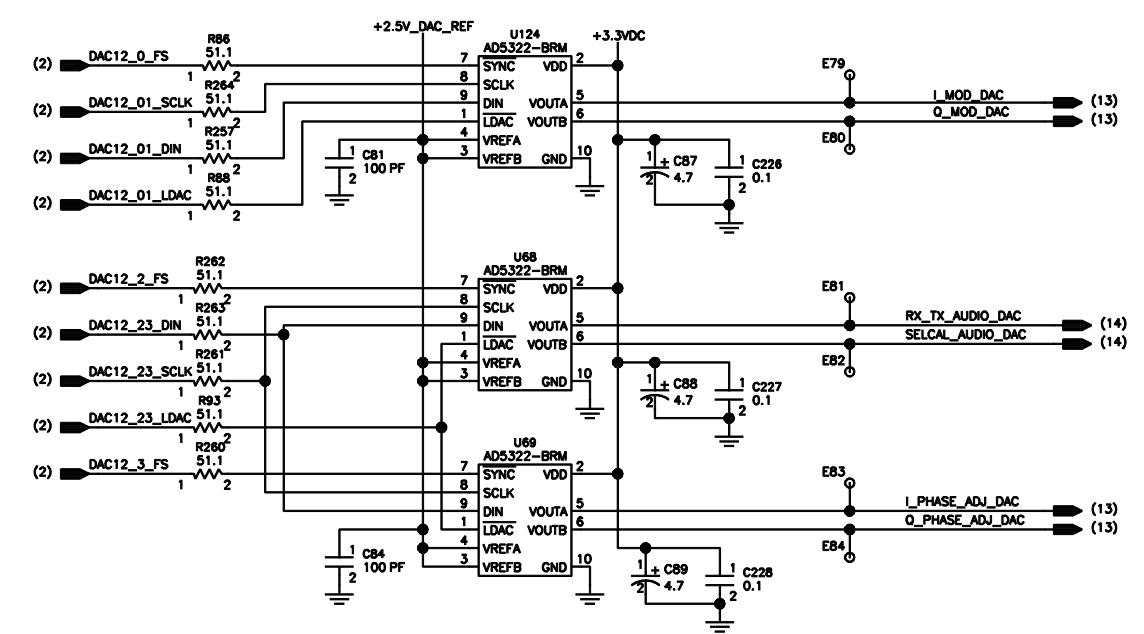 +2.5V_DAC_REF
U124
AD5322-BRM
+3.3VDC
R86
51.1
(2) DAC12_0_FS
1 2
7 SYNC VDD 2
E79
R264
51.1
8 SCLK
(2) DAC12_01_SCLK
1 2
9 DIN VOUTA 5
I_MOD_DAC (13)
R257
51.1
1 LDAC VOUTB 6
Q_MOD_DAC (13)
E80
4 VREFA
(2) DAC12_01_DIN
1 2
3 VREFB GND 10
1 C81
100 PF
2
1 + C87
2 4.7
1 C226
0.1
2
R88
51.1
(2) DAC12_01_LDAC
1 2
R262
51.1
U68
AD5322-BRM
(2) DAC12_2_FS
1 2
7 SYNC VDD 2
E81
R263
51.1
8 SCLK
(2) DAC12_23_DIN
1 2
9 DIN VOUTA 5
RX_TX_AUDIO_DAC (14)
R261
51.1
1 LDAC VOUTB 6
SELCAL_AUDIO_DAC (14)
E82
4 VREFA
(2) DAC12_23_SCLK
1 2
3 VREFB GND 10
1 + C88
2 4.7
1 C227
0.1
2
R93
51.1
(2) DAC12_23_LDAC
1 2
U69
AD5322-BRM
R260
51.1
(2) DAC12_3_FS
1 2
7 SYNC VDD 2
E83
8 SCLK
9 DIN VOUTA 5
I_PHASE_ADJ_DAC (13)
1 LDAC VOUTB 6
Q_PHASE_ADJ_DAC (13)
E84
4 VREFA
3 VREFB GND 10
1 C84
100 PF
2
1 + C89
2 4.7
1 C228
0.1
2